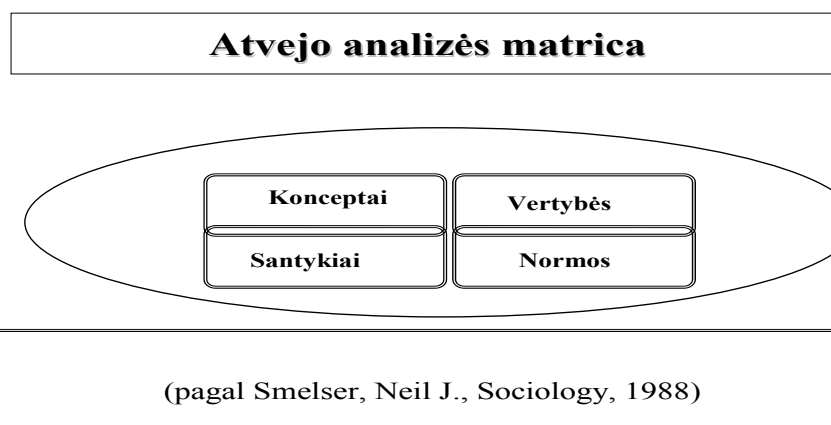 Atvejo analizės matrica
Konceptai
Vertybės
Santykiai
Normos
(pagal Smelser, Neil J., Sociology, 1988)